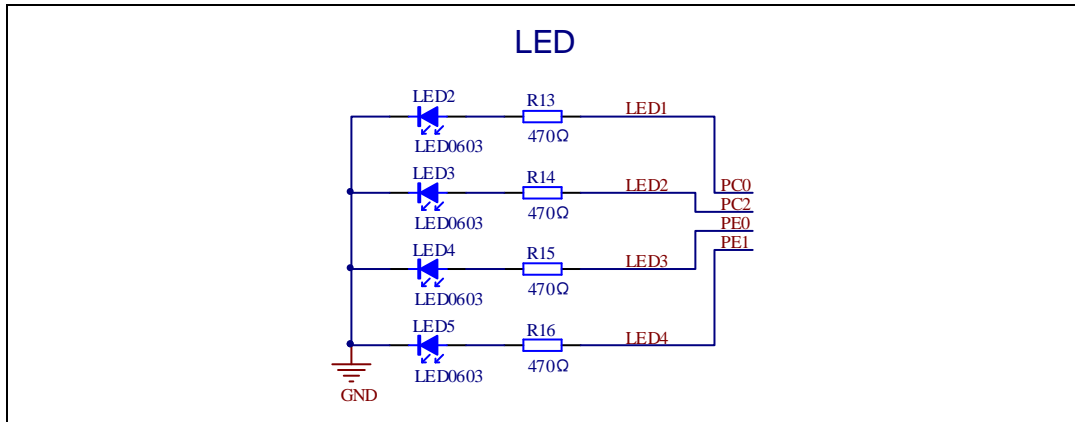 LED
LED2 R13 LED1
LED0603 470Ω
LED3 R14 LED2 PC0
LED0603 470Ω PC2
PE0
LED4 R15 LED3 PE1
LED0603 470Ω
LED5 R16 LED4
LED0603 470Ω
GND